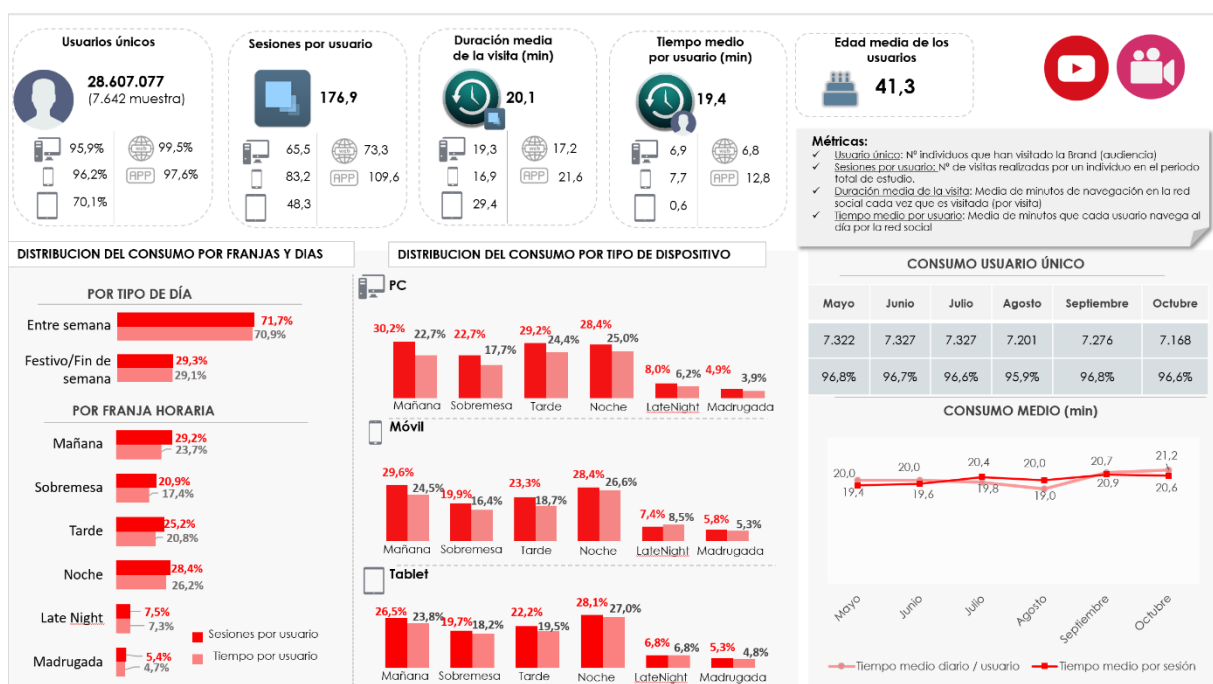 Usuarios únicos
28.607.077
(7.642 muestra)
95,9%
99,5%
web
96,2%
97,6%
APP
70,1%
Sesiones por usuario
176,9
65,5
73,3
web
83,2
109,6
APP
48,3
Duración media
de la visita (min)
20,1
19,3
17,2
web
16,9
21,6
APP
29,4
Tiempo medio
por usuario (min)
19,4
6,9
6,8
web
7,7
12,8
APP
0,6
Edad media de los
usuarios
41,3
Métricas:
✓ Usuario único: Nº individuos que han visitado la Brand (audiencia)
✓ Sesiones por usuario: Nº de visitas realizadas por un individuo en el periodo
total de estudio.
✓ Duración media de la visita: Media de minutos de navegación en la red
social cada vez que es visitada (por visita)
✓ Tiempo medio por usuario: Media de minutos que cada usuario navega al
día por la red social
DISTRIBUCION DEL CONSUMO POR FRANJAS Y DIAS
POR TIPO DE DÍA
Entre semana
71,7%
70,9%
Festivo/Fin de
semana
29,3%
29,1%
POR FRANJA HORARIA
Mañana
29,2%
23,7%
Sobremesa
20,9%
17,4%
Tarde
25,2%
20,8%
Noche
28,4%
26,2%
Late Night
7,5%
7,3%
Madrugada
5,4%
4,7%
Sesiones por usuario
Tiempo por usuario
DISTRIBUCION DEL CONSUMO POR TIPO DE DISPOSITIVO
PC
30,2% 22,7% 22,7% 17,7% 29,2% 24,4% 28,4% 25,0% 8,0% 6,2% 4,9% 3,9%
Mañana Sobremesa Tarde Noche LateNight Madrugada
Móvil
29,6% 24,5% 19,9% 16,4% 23,3% 18,7% 28,4% 26,6% 7,4% 8,5% 5,8% 5,3%
Mañana Sobremesa Tarde Noche LateNight Madrugada
Tablet
26,5% 23,8% 19,7% 18,2% 22,2% 19,5% 28,1% 27,0% 6,8% 6,8% 5,3% 4,8%
Mañana Sobremesa Tarde Noche LateNight Madrugada
CONSUMO USUARIO ÚNICO
Mayo Junio Julio Agosto Septiembre Octubre
7.322 7.327 7.327 7.201 7.276 7.168
96,8% 96,7% 96,6% 95,9% 96,8% 96,6%
CONSUMO MEDIO (min)
20,0 20,0 20,4 20,0 20,7 21,2
19,4 19,6 19,8 19,0 20,9 20,6
Mayo Junio Julio Agosto Septiembre Octubre
Tiempo medio diario / usuario Tiempo medio por sesión